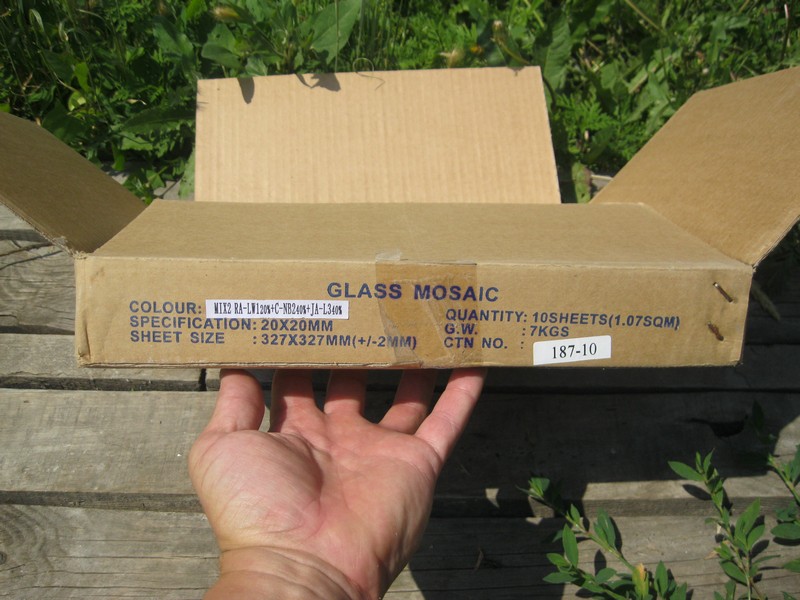 GLASS MOSAIC
COLOUR: MIX2 RA-LW120%+C-NB240%+JA-L340%
SPECIFICATION: 20X20MM
SHEET SIZE : 327X327MM(+/-2MM)
QUANTITY: 10SHEETS(1.07SQM)
G.W. : 7KGS
CTN NO. : 187-10